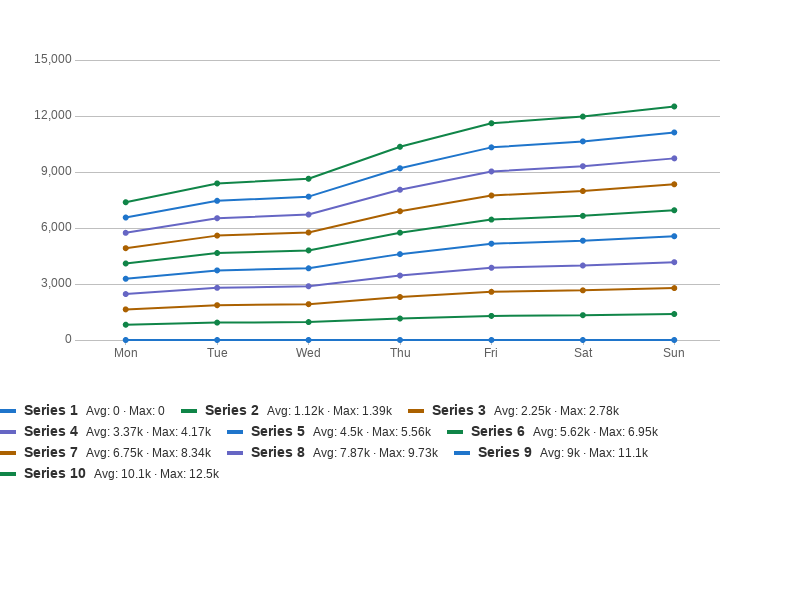 15,000
12,000
9,000
6,000
3,000
0
Mon Tue Wed Thu Fri Sat Sun
Series 1 Avg: 0 · Max: 0 Series 2 Avg: 1.12k · Max: 1.39k Series 3 Avg: 2.25k · Max: 2.78k
Series 4 Avg: 3.37k · Max: 4.17k Series 5 Avg: 4.5k · Max: 5.56k Series 6 Avg: 5.62k · Max: 6.95k
Series 7 Avg: 6.75k · Max: 8.34k Series 8 Avg: 7.87k · Max: 9.73k Series 9 Avg: 9k · Max: 11.1k
Series 10 Avg: 10.1k · Max: 12.5k